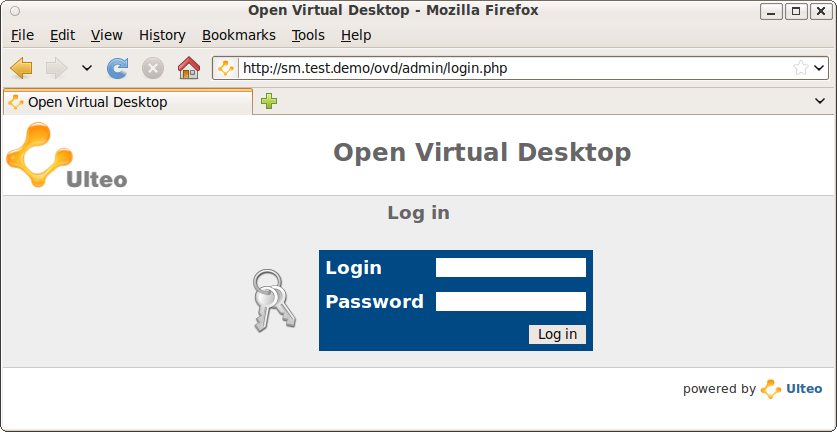 Open Virtual Desktop - Mozilla Firefox
File Edit View History Bookmarks Tools Help
http://sm.test.demo/ovd/admin/login.php
Open Virtual Desktop
Ulteo
Open Virtual Desktop
Log in
Login
Password
Log in
powered by Ulteo